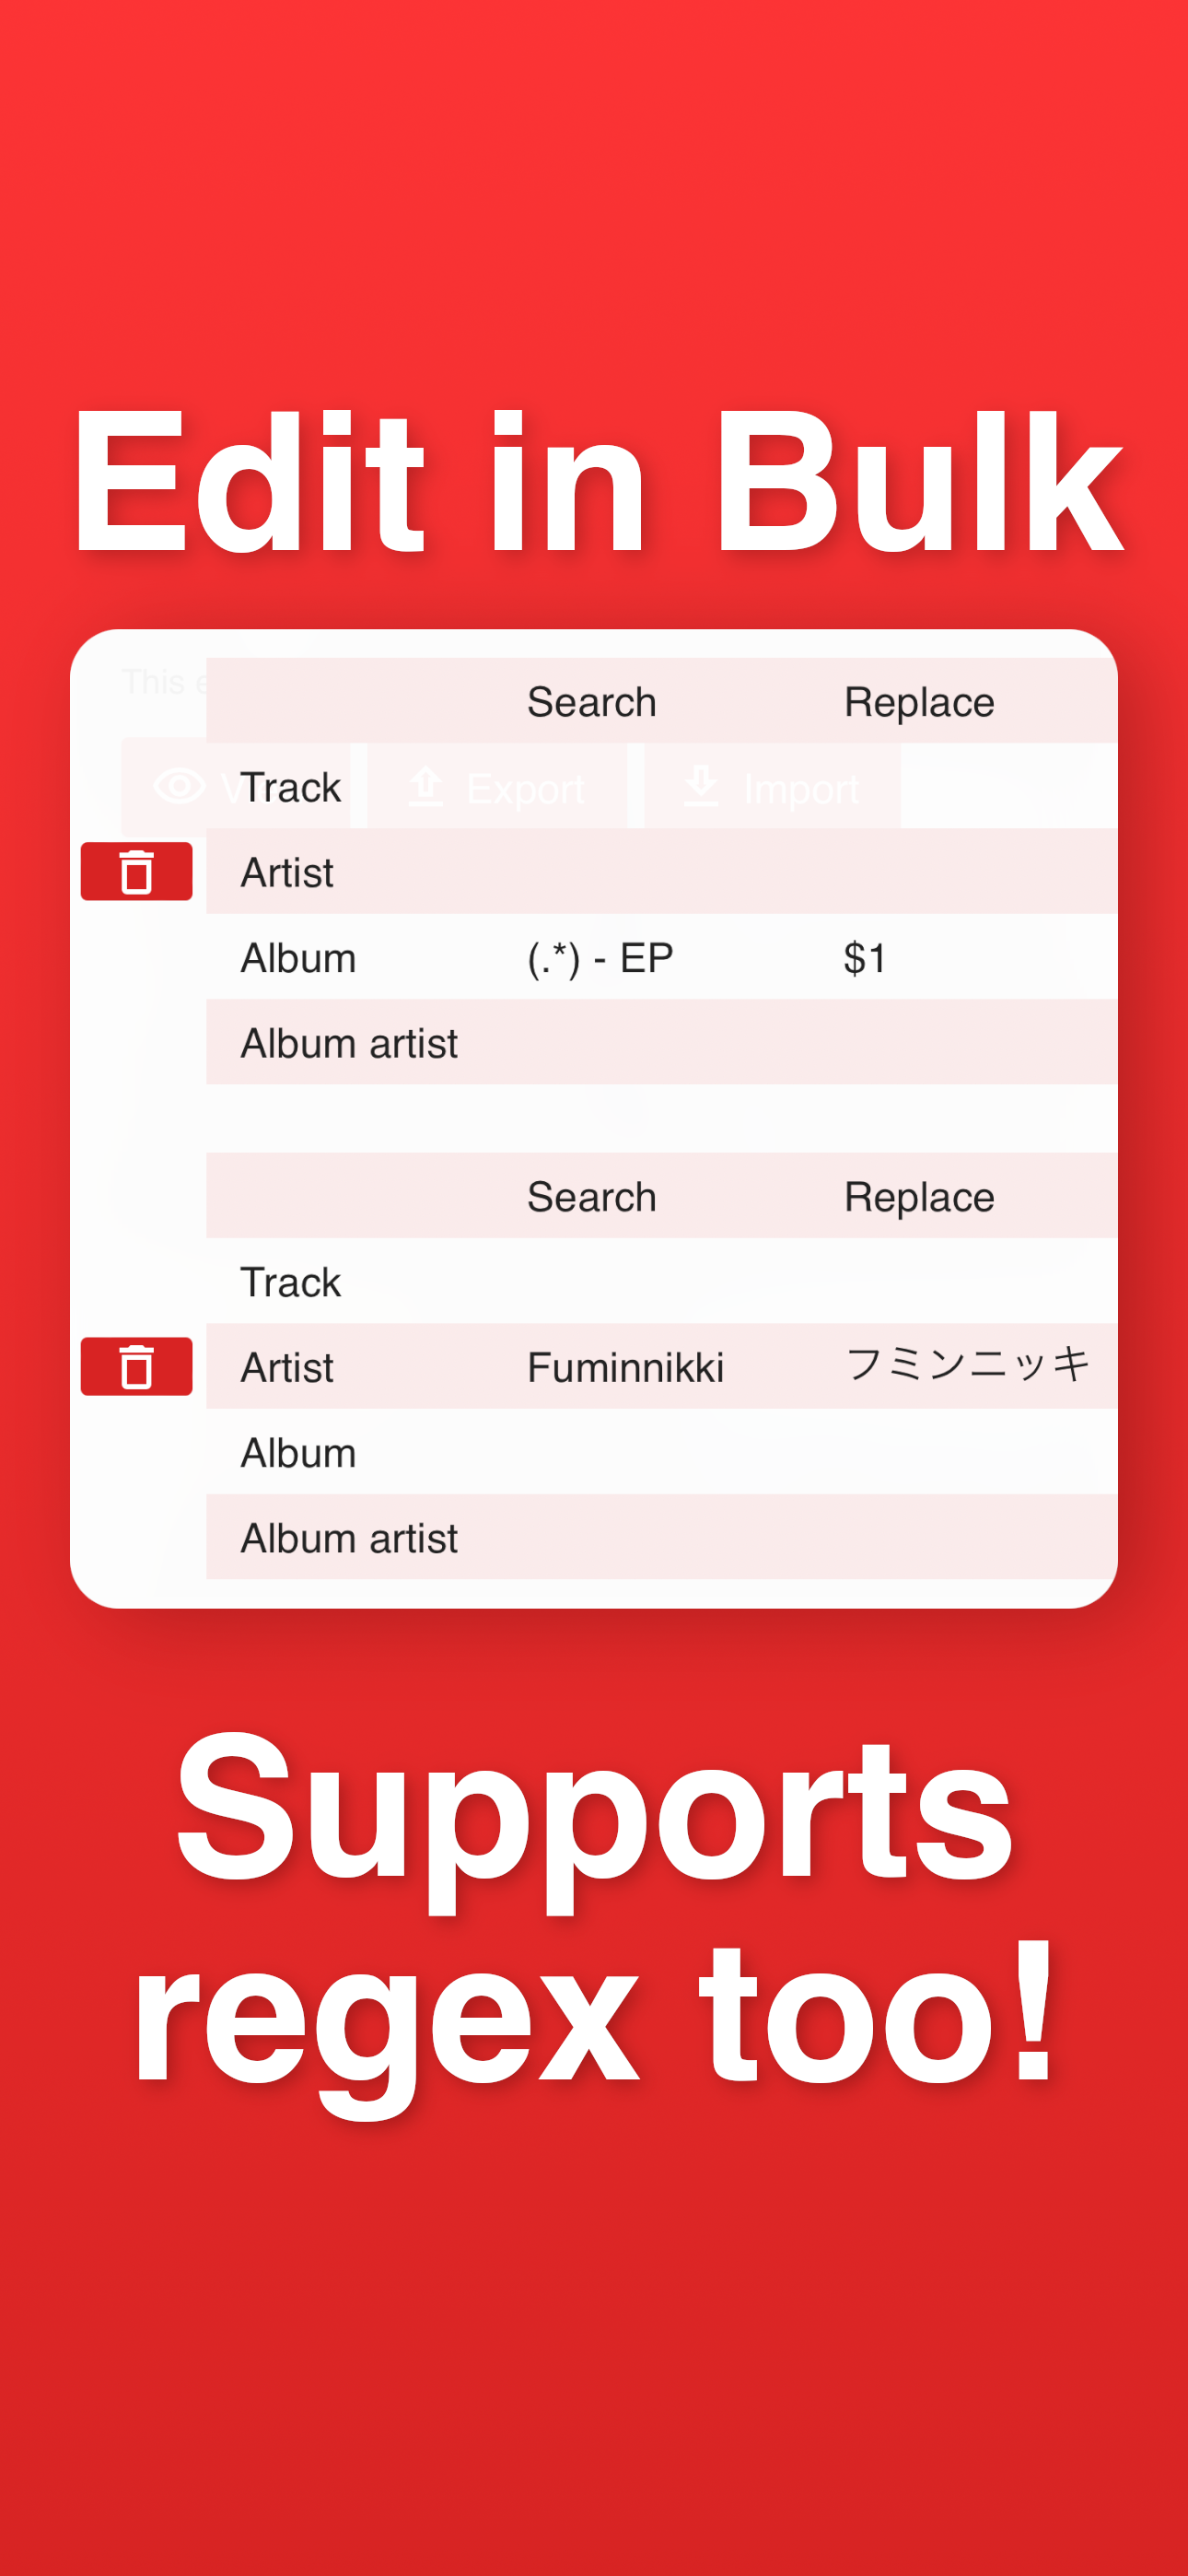 Edit in Bulk
This e
Search Replace
Track
Export Import
Artist
Album (.*) - EP $1
Album artist
Search Replace
Track
Artist Fuminnikki フミンニッキ
Album
Album artist
Supports
regex too!